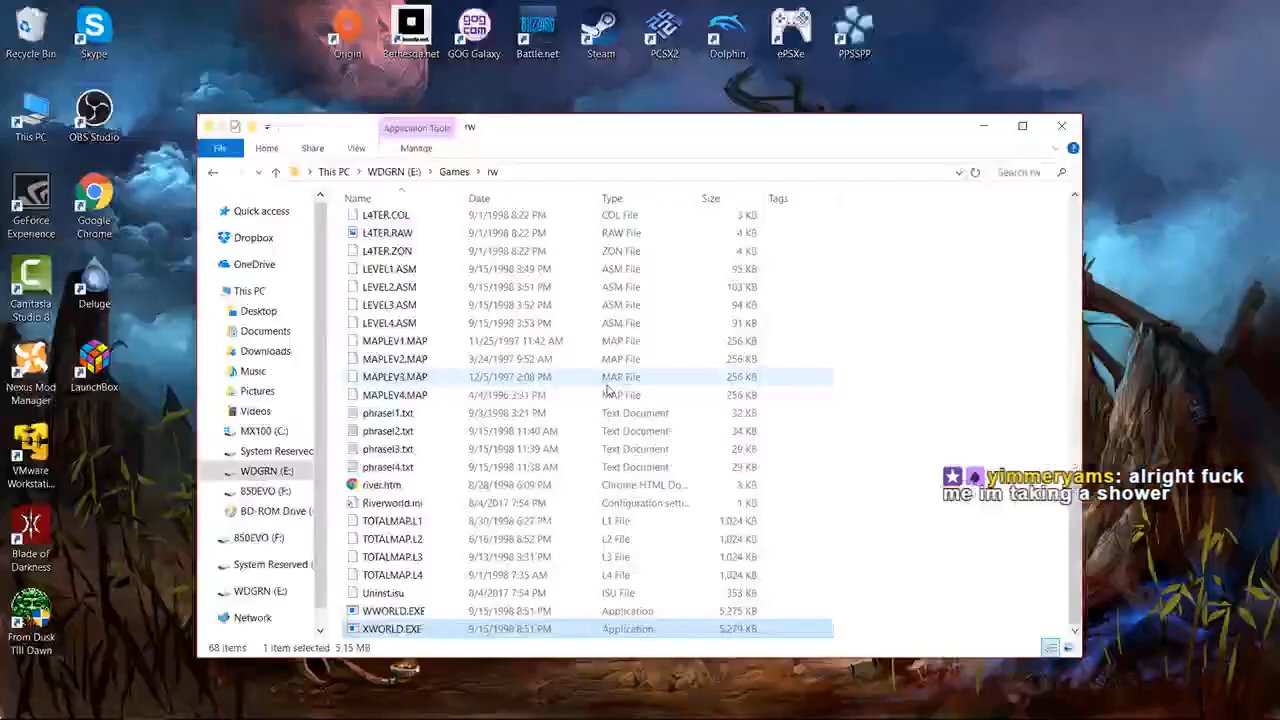 Recycle Bin
Skype
Origin
Bethesda.net
GOG Galaxy
Battle.net
Steam
PCSX2
Dolphin
ePSXe
PPSSPP
This PC
OBS Studio
GeForce Experience
Google Chrome
Camtasia Studio 8
Deluge
Nexus Mod Manager
LaunchBox
VMware Workstati...
Blade of Darkness
From Dusk Till Dawn
Application Tools rw
File Home Share View Manage
This PC WDGRN (E:) Games rw Search rw
Name Date Type Size Tags
Quick access
Dropbox
OneDrive
This PC
Desktop
Documents
Downloads
Music
Pictures
Videos
MX100 (C:)
System Reserved
WDGRN (E:)
850EVO (F:)
BD-ROM Drive (
850EVO (F:)
System Reserved (
WDGRN (E:)
Network
L4TER.COL 9/1/1998 8:22 PM COL File 3 KB
L4TER.RAW 9/1/1998 8:22 PM RAW File 4 KB
L4TER.ZON 9/1/1998 8:22 PM ZON File 4 KB
LEVEL1.ASM 9/15/1998 3:49 PM ASM File 95 KB
LEVEL2.ASM 9/15/1998 3:51 PM ASM File 103 KB
LEVEL3.ASM 9/15/1998 3:52 PM ASM File 94 KB
LEVEL4.ASM 9/15/1998 3:53 PM ASM File 91 KB
MAPLEV1.MAP 11/25/1997 11:42 AM MAP File 256 KB
MAPLEV2.MAP 3/24/1997 9:52 AM MAP File 256 KB
MAPLEV3.MAP 12/5/1997 2:08 PM MAP File 256 KB
MAPLEV4.MAP 4/4/1996 3:31 PM MAP File 256 KB
phrasel1.txt 9/3/1998 3:21 PM Text Document 32 KB
phrasel2.txt 9/15/1998 11:40 AM Text Document 34 KB
phrasel3.txt 9/15/1998 11:39 AM Text Document 29 KB
phrasel4.txt 9/15/1998 11:38 AM Text Document 29 KB
river.htm 8/28/1998 6:09 PM Chrome HTML Do... 3 KB
Riverworld.ini 8/4/2017 7:54 PM Configuration setti... 1 KB
TOTALMAP.L1 8/30/1998 6:27 PM L1 File 1,024 KB
TOTALMAP.L2 6/16/1998 8:52 PM L2 File 1,024 KB
TOTALMAP.L3 9/13/1998 3:31 PM L3 File 1,024 KB
TOTALMAP.L4 9/1/1998 7:35 AM L4 File 1,024 KB
Uninst.isu 8/4/2017 7:54 PM ISU File 353 KB
WWORLD.EXE 9/15/1998 8:51 PM Application 5,275 KB
XWORLD.EXE 9/15/1998 8:51 PM Application 5,279 KB
68 items 1 item selected 5.15 MB
yimmeryams: alright fuck
me im taking a shower